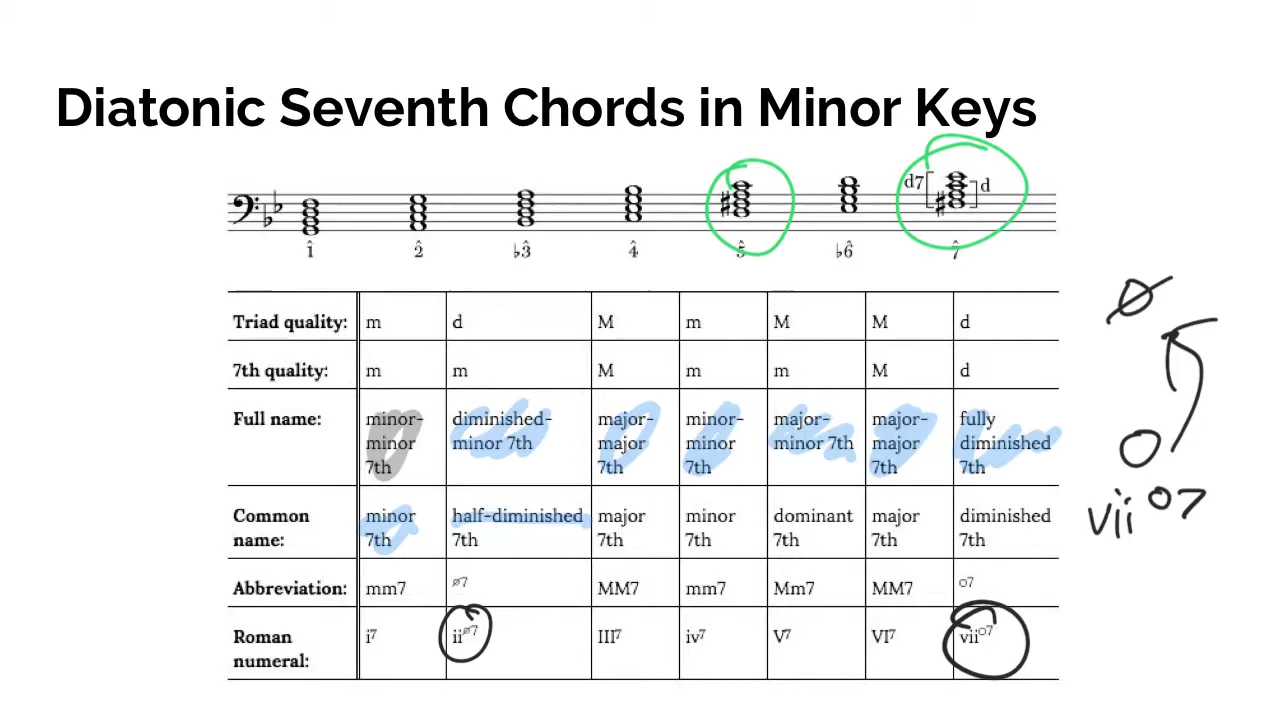 Diatonic Seventh Chords in Minor Keys
d7 d
1̂ 2̂ ♭3̂ 4̂ 5̂ ♭6̂ 7̂
Triad quality: m d M m M M d
7th quality: m m M m m M d
Full name: minor- diminished- major- minor- major- major- fully
minor minor 7th major minor minor 7th major diminished
7th 7th 7th 7th 7th
Common minor half-diminished major minor dominant major diminished
name: 7th 7th 7th 7th 7th 7th 7th
Abbreviation: mm7 ø7 MM7 mm7 Mm7 MM7 o7
Roman i7 iiø7 III7 iv7 V7 VI7 viio7
numeral:
ø
o
vii o7